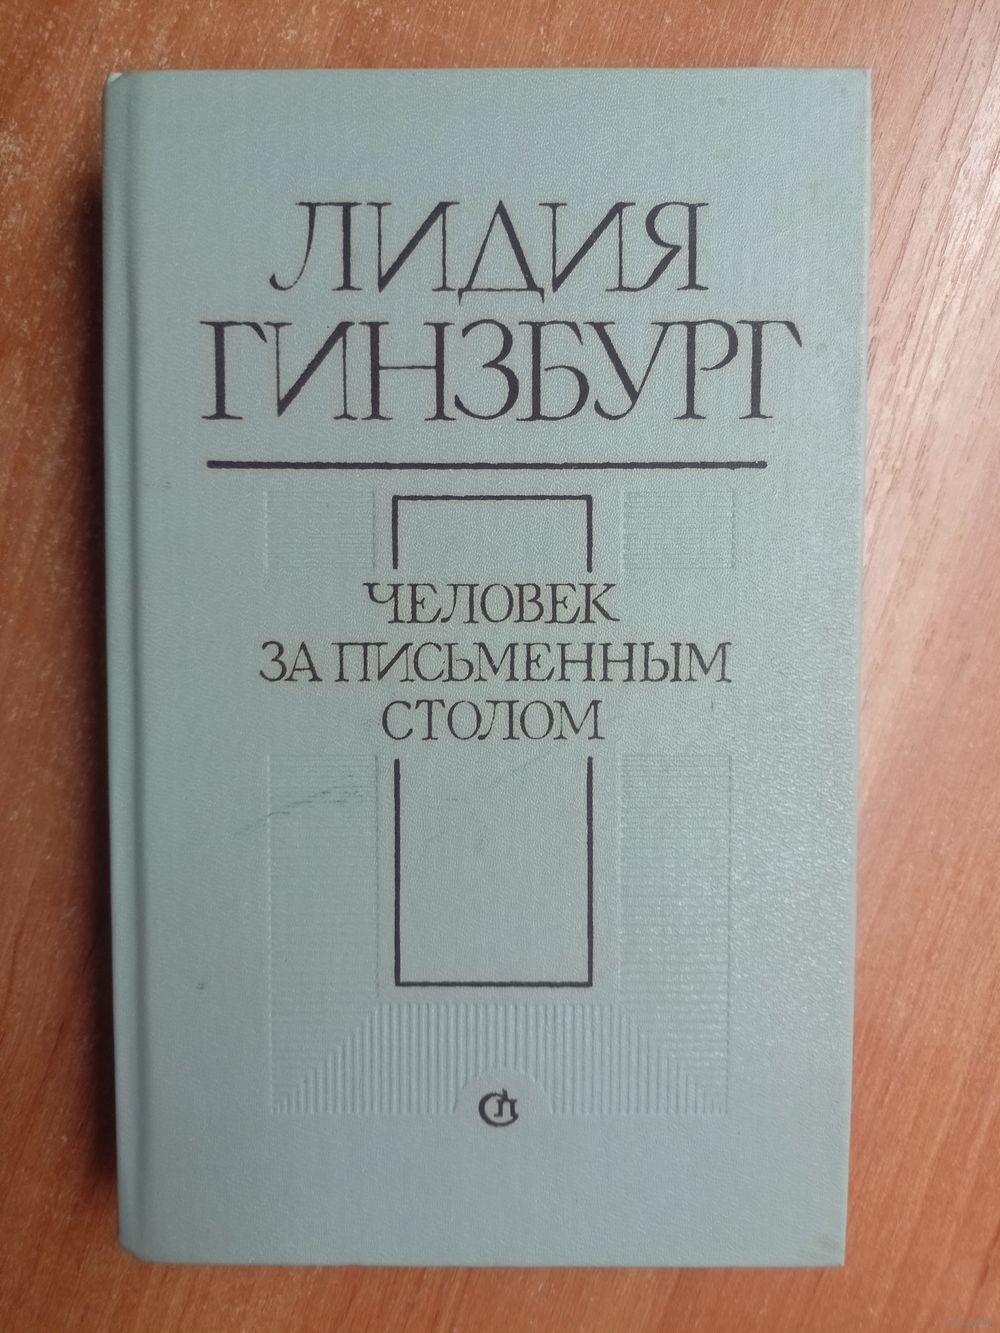 ЛИДИЯ
ГИНЗБУРГ
ЧЕЛОВЕК
ЗА ПИСЬМЕННЫМ
СТОЛОМ